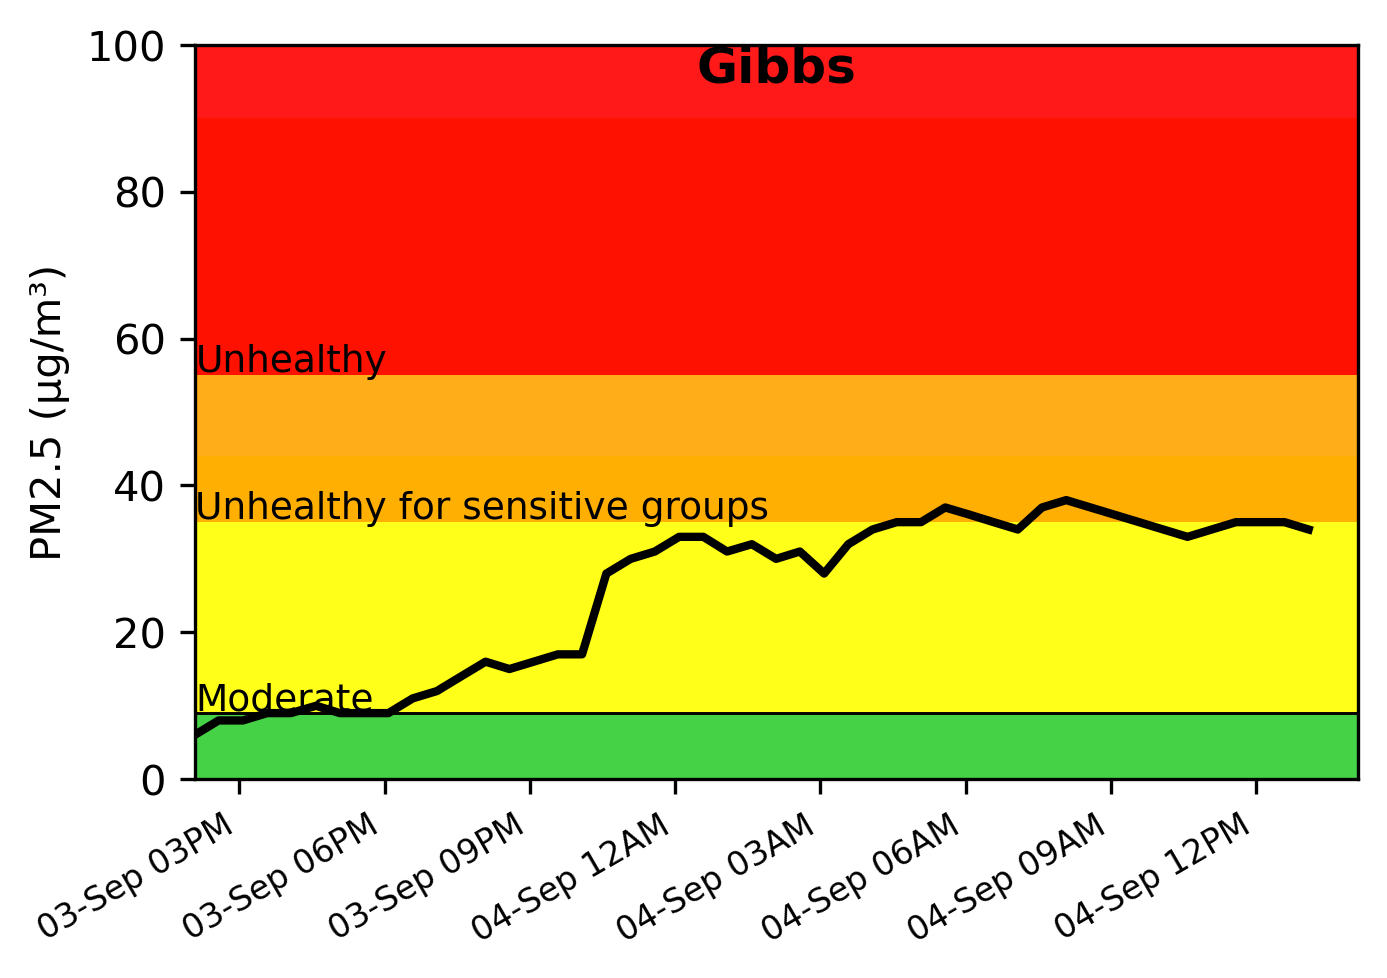 Gibbs
PM2.5 (µg/m³)
100
80
60
40
20
0
Unhealthy
Unhealthy for sensitive groups
Moderate
03-Sep 03PM
03-Sep 06PM
03-Sep 09PM
04-Sep 12AM
04-Sep 03AM
04-Sep 06AM
04-Sep 09AM
04-Sep 12PM